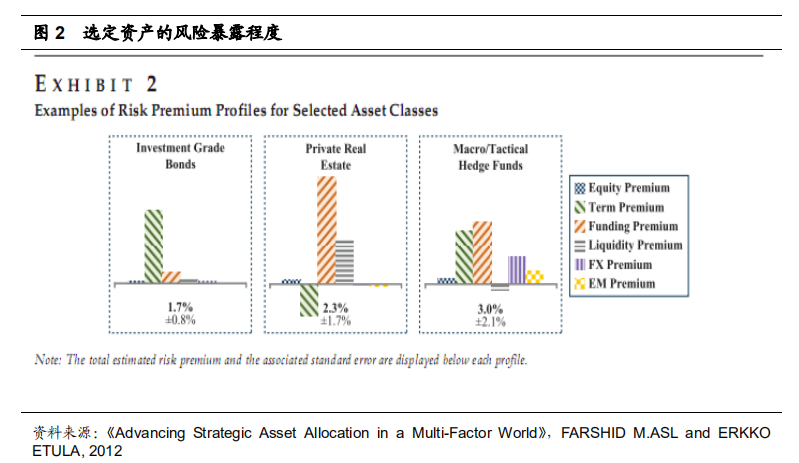 图 2 选定资产的风险暴露程度
EXHIBIT 2
Examples of Risk Premium Profiles for Selected Asset Classes
Investment Grade
Bonds
1.7%
±0.8%
Private Real
Estate
2.3%
±1.7%
Macro/Tactical
Hedge Funds
3.0%
±2.1%
Equity Premium
Term Premium
Funding Premium
Liquidity Premium
FX Premium
EM Premium
Note: The total estimated risk premium and the associated standard error are displayed below each profile.
资料来源：《Advancing Strategic Asset Allocation in a Multi-Factor World》，FARSHID M.ASL and ERKKO
ETULA, 2012